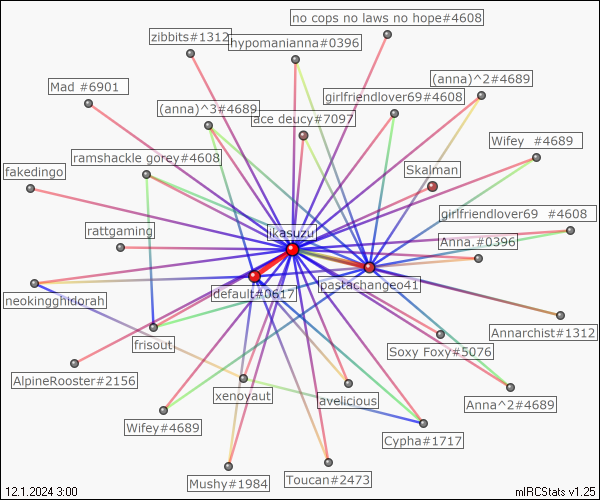 no cops no laws no hope#4608
zibbits#1312
hypomanianna#0396
(anna)^2#4689
Mad #6901
girlfriendlover69#4608
(anna)^3#4689
ace deucy#7097
Wifey  #4689
ramshackle gorey#4608
Skalman
fakedingo
girlfriendlover69  #4608
rattgaming
ikasuzu
Anna.#0396
pastachangeo41
default#0617
neokingghidorah
Annarchist#1312
frisout
Soxy Foxy#5076
AlpineRooster#2156
xenoyaut
avelicious
Anna^2#4689
Wifey#4689
Cypha#1717
Mushy#1984
Toucan#2473
12.1.2024 3:00
mIRCStats v1.25